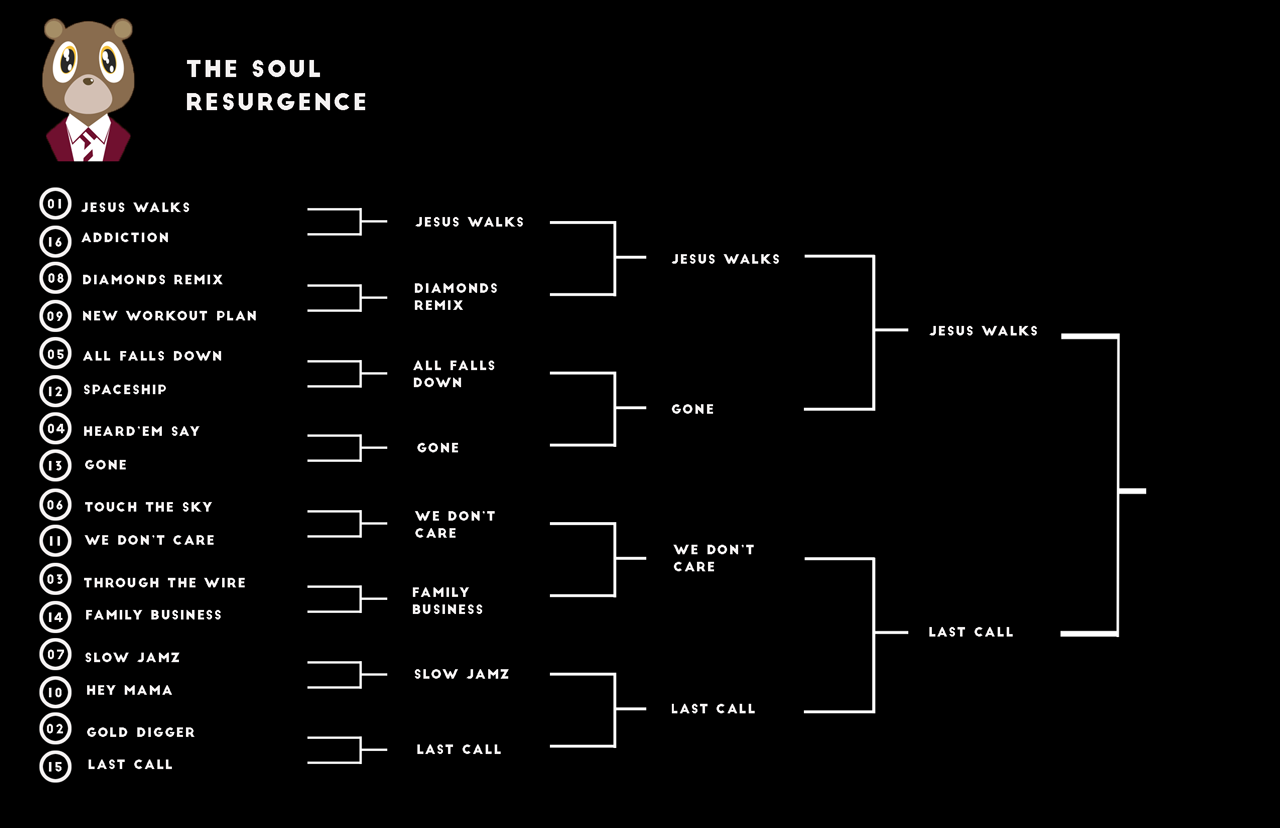 THE SOUL
RESURGENCE
01 JESUS WALKS
16 ADDICTION
08 DIAMONDS REMIX
09 NEW WORKOUT PLAN
05 ALL FALLS DOWN
12 SPACESHIP
04 HEARD'EM SAY
13 GONE
06 TOUCH THE SKY
11 WE DON'T CARE
03 THROUGH THE WIRE
14 FAMILY BUSINESS
07 SLOW JAMZ
10 HEY MAMA
02 GOLD DIGGER
15 LAST CALL
JESUS WALKS
DIAMONDS
REMIX
ALL FALLS
DOWN
GONE
WE DON'T
CARE
FAMILY
BUSINESS
SLOW JAMZ
LAST CALL
JESUS WALKS
GONE
WE DON'T
CARE
LAST CALL
JESUS WALKS
LAST CALL